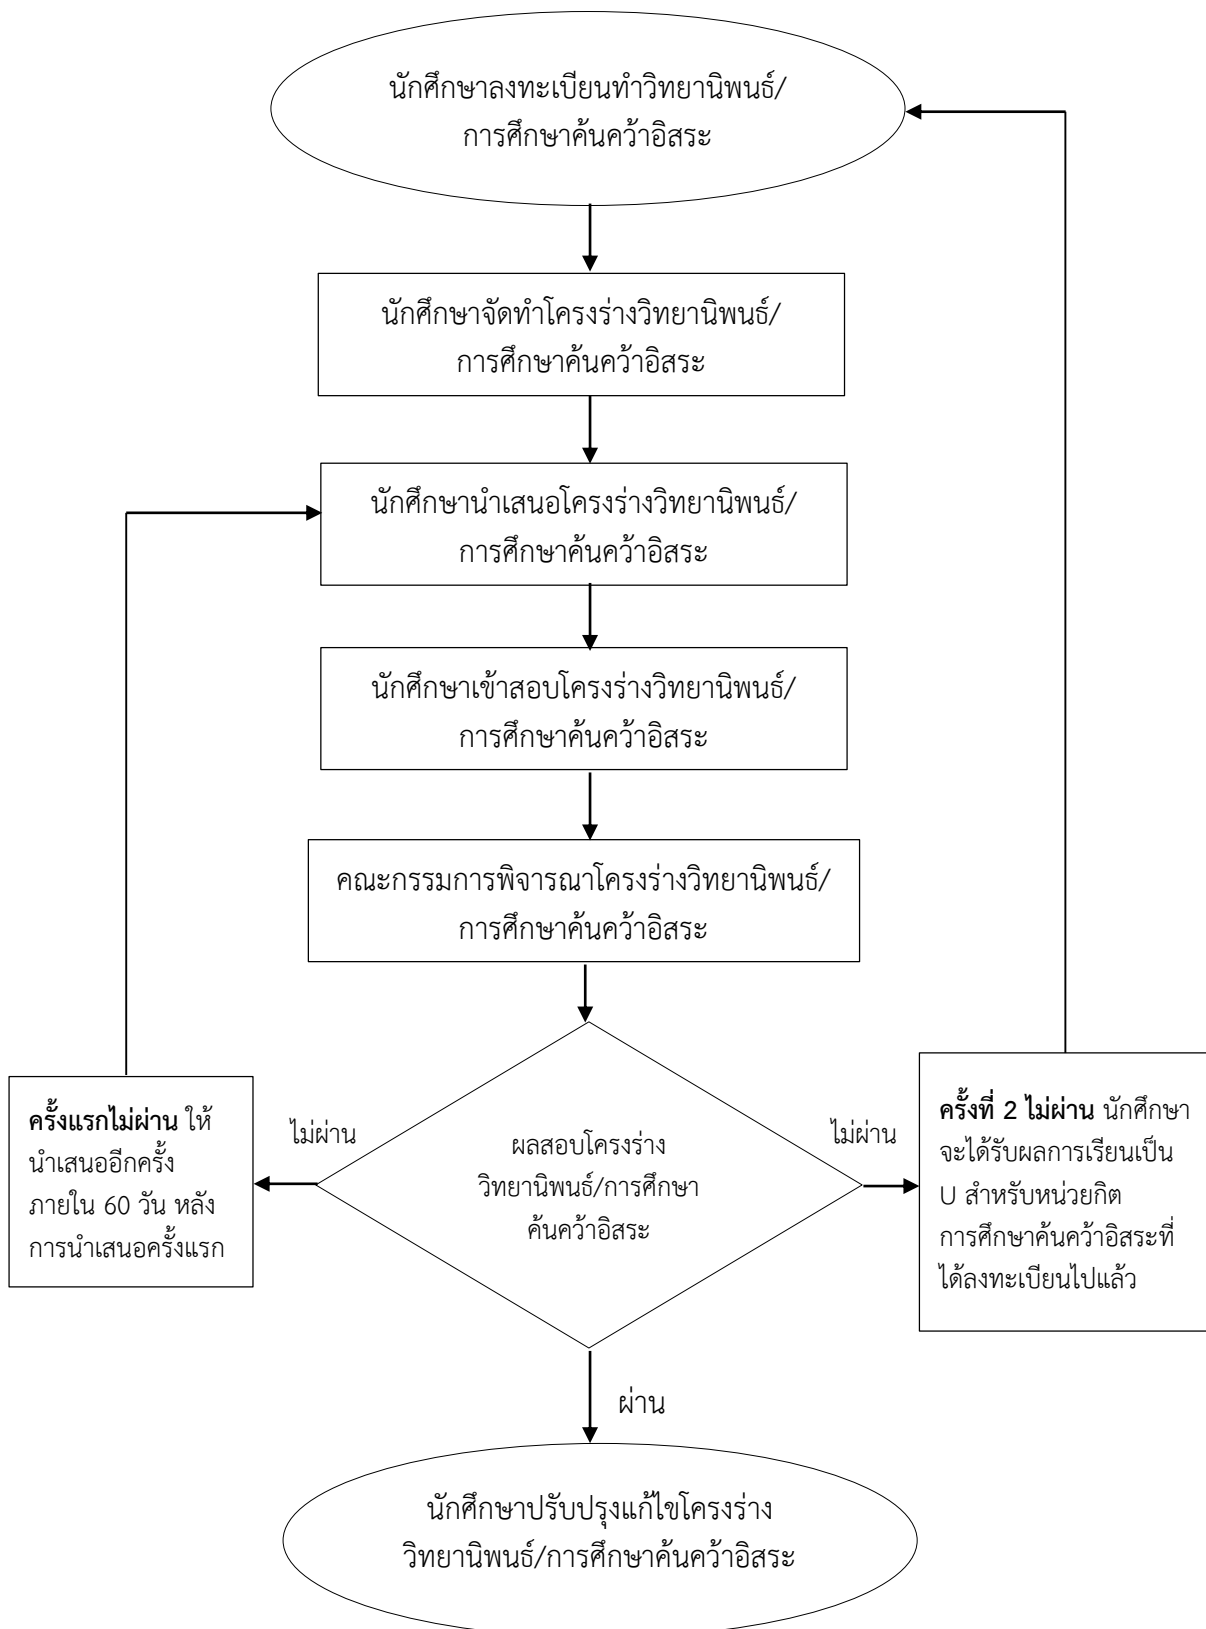 นักศึกษาลงทะเบียนทำวิทยานิพนธ์/
การศึกษาค้นคว้าอิสระ
นักศึกษาจัดทำโครงร่างวิทยานิพนธ์/
การศึกษาค้นคว้าอิสระ
นักศึกษานำเสนอโครงร่างวิทยานิพนธ์/
การศึกษาค้นคว้าอิสระ
นักศึกษาเข้าสอบโครงร่างวิทยานิพนธ์/
การศึกษาค้นคว้าอิสระ
คณะกรรมการพิจารณาโครงร่างวิทยานิพนธ์/
การศึกษาค้นคว้าอิสระ
ครั้งแรกไม่ผ่าน ให้
นำเสนออีกครั้ง
ภายใน 60 วัน หลัง
การนำเสนอครั้งแรก
ไม่ผ่าน
ผลสอบโครงร่าง
วิทยานิพนธ์/การศึกษา
ค้นคว้าอิสระ
ไม่ผ่าน
ครั้งที่ 2 ไม่ผ่าน นักศึกษา
จะได้รับผลการเรียนเป็น
U สำหรับหน่วยกิต
การศึกษาค้นคว้าอิสระที่
ได้ลงทะเบียนไปแล้ว
ผ่าน
นักศึกษาปรับปรุงแก้ไขโครงร่าง
วิทยานิพนธ์/การศึกษาค้นคว้าอิสระ